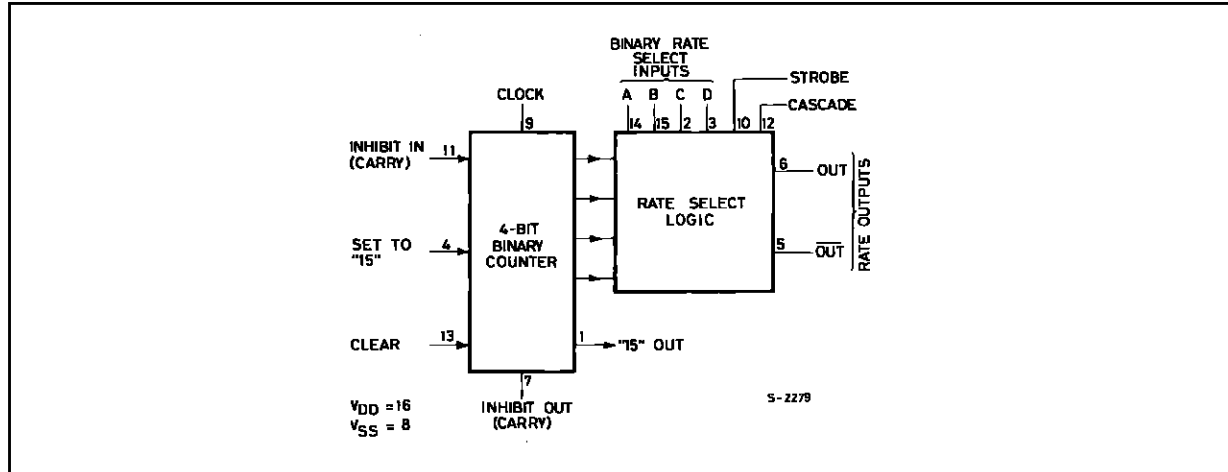 BINARY RATE
SELECT
INPUTS
A B C D
STROBE
CASCADE
CLOCK
9
14 15 2 3 10 12
INHIBIT IN
(CARRY)
11
6
OUT
RATE SELECT
LOGIC
4-BIT
BINARY
COUNTER
SET TO
"15"
4
5
OUT
RATE OUTPUTS
CLEAR
13
1
"15" OUT
7
INHIBIT OUT
(CARRY)
VDD = 16
VSS = 8
S-2279